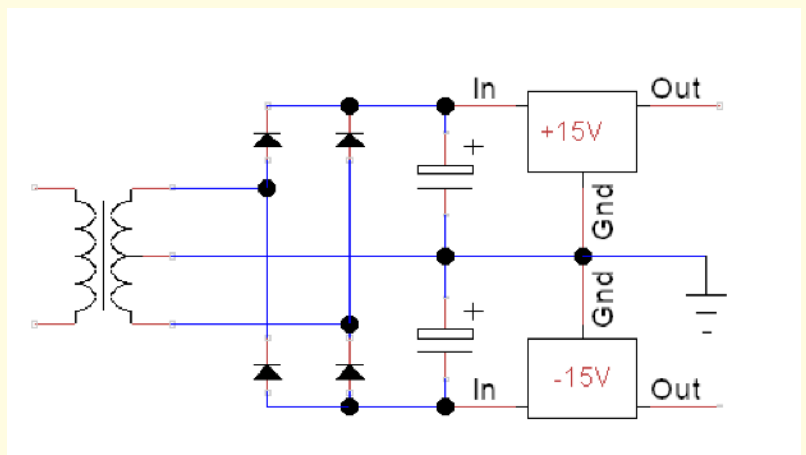 In
Out
+15V
+
Gnd
Gnd
+
-15V
In
Out